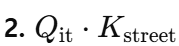 2. Q_it · K_street